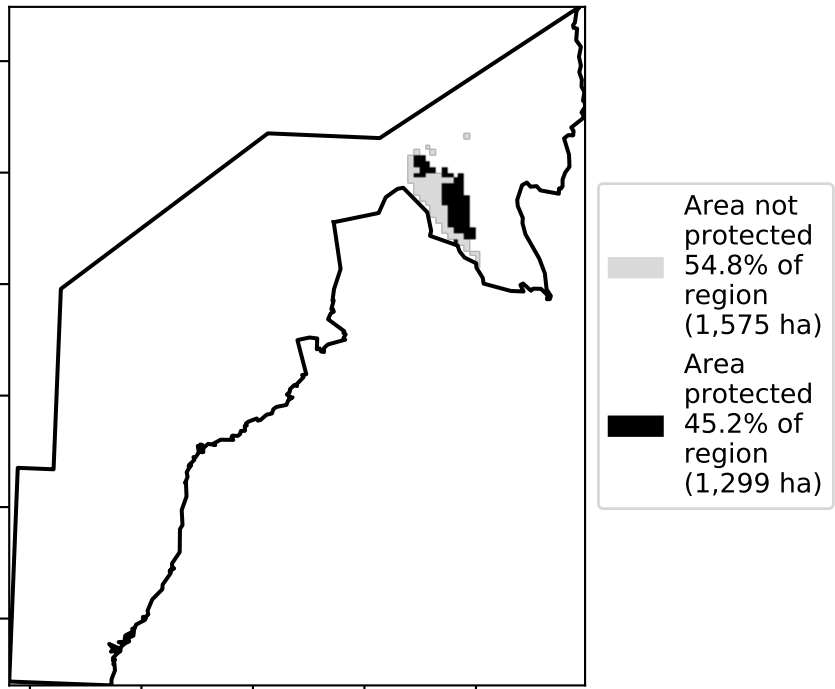 Area not
protected
54.8% of
region
(1,575 ha)
Area
protected
45.2% of
region
(1,299 ha)